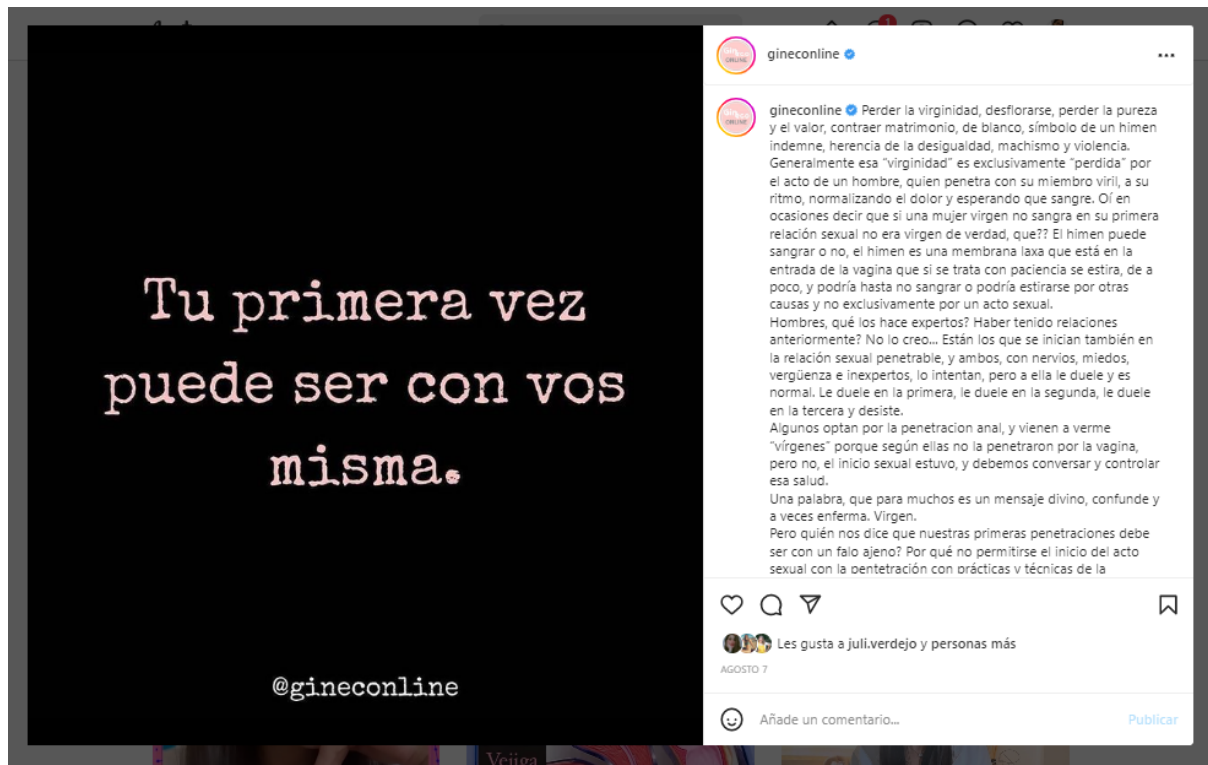 Tu primera vez
puede ser con vos
misma.
@gineconline
gineconline
gineconline Perder la virginidad, desflorarse, perder la pureza
y el valor, contraer matrimonio, de blanco, símbolo de un himen
indemne, herencia de la desigualdad, machismo y violencia.
Generalmente esa “virginidad” es exclusivamente “perdida” por
el acto de un hombre, quien penetra con su miembro viril, a su
ritmo, normalizando el dolor y esperando que sangre. Oí en
ocasiones decir que si una mujer virgen no sangra en su primera
relación sexual no era virgen de verdad, que?? El himen puede
sangrar o no, el himen es una membrana laxa que está en la
entrada de la vagina que si se trata con paciencia se estira, de a
poco, y podría hasta no sangrar o podría estirarse por otras
causas y no exclusivamente por un acto sexual.
Hombres, qué los hace expertos? Haber tenido relaciones
anteriormente? No lo creo... Están los que se inician también en
la relación sexual penetrable, y ambos, con nervios, miedos,
vergüenza e inexpertos, lo intentan, pero a ella le duele y es
normal. Le duele en la primera, le duele en la segunda, le duele
en la tercera y desiste.
Algunos optan por la penetracion anal, y vienen a verme
“vírgenes” porque según ellas no la penetraron por la vagina,
pero no, el inicio sexual estuvo, y debemos conversar y controlar
esa salud.
Una palabra, que para muchos es un mensaje divino, confunde y
a veces enferma. Virgen.
Pero quién nos dice que nuestras primeras penetraciones debe
ser con un falo ajeno? Por qué no permitirse el inicio del acto
sexual con la pentetración con prácticas y técnicas de la
Les gusta a juli.verdejo y personas más
AGOSTO 7
Añade un comentario...
Publicar
Vejiga